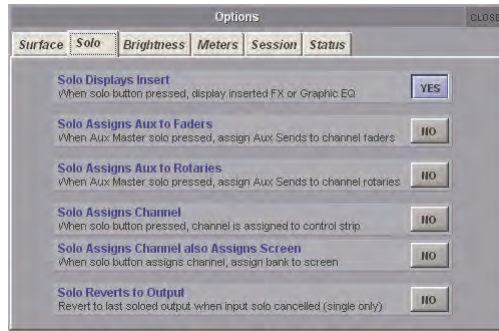 Options
CLOSE
Surface Solo Brightness Meters Session Status
Solo Displays Insert
When solo button pressed, display inserted FX or Graphic EQ
YES
Solo Assigns Aux to Faders
When Aux Master solo pressed, assign Aux Sends to channel faders
NO
Solo Assigns Aux to Rotaries
When Aux Master solo pressed, assign Aux Sends to channel rotaries
NO
Solo Assigns Channel
When solo button pressed, channel is assigned to control strip
NO
Solo Assigns Channel also Assigns Screen
When solo button assigns channel, assign bank to screen
NO
Solo Reverts to Output
Revert to last soloed output when input solo cancelled (single only)
NO